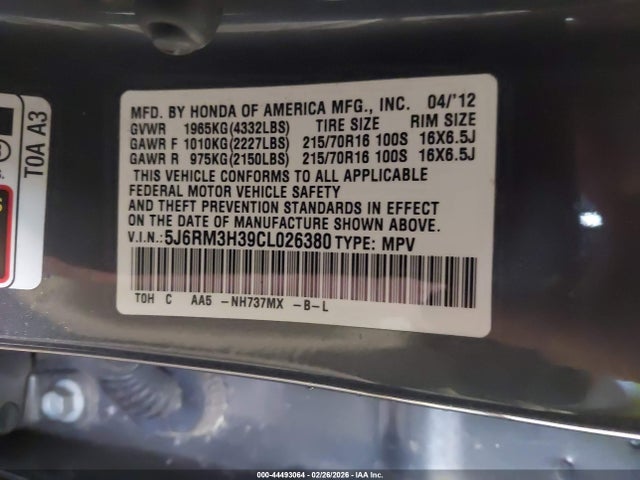 MFD. BY HONDA OF AMERICA MFG., INC. 04/'12
GVWR 1965KG(4332LBS) TIRE SIZE RIM SIZE
GAWR F 1010KG(2227LBS) 215/70R16 100S 16X6.5J
GAWR R 975KG(2150LBS) 215/70R16 100S 16X6.5J
THIS VEHICLE CONFORMS TO ALL APPLICABLE
FEDERAL MOTOR VEHICLE SAFETY
AND THEFT PREVENTION STANDARDS IN EFFECT
ON THE DATE OF MANUFACTURE SHOWN ABOVE.
V.I.N.:5J6RM3H39CL026380 TYPE: MPV
TOH C AA5 -NH737MX -B-L
TOA A3
000-44493064 | 02/26/2026 | IAA Inc.